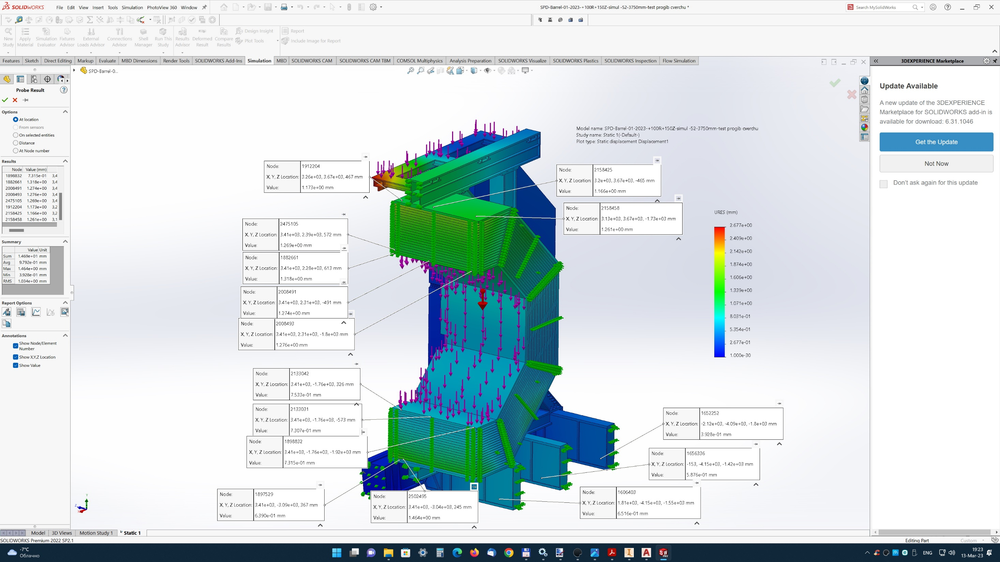 SOLIDWORKS File Edit View Insert Tools Simulation PhotoView 360 Window
SPD-Barrel-01-2023-+100R+150Z-simul -52-3750mm-test progib cverchu *
Search MySolidWorks
New Study
Apply Material
Simulation Evaluator
Fixtures Advisor
External Loads Advisor
Connections Advisor
Shell Manager
Run This Study
Results Advisor
Deformed Result
Compare Results
Design Insight
Plot Tools
Report
Include Image for Report
Features Sketch Direct Editing Markup Evaluate MBD Dimensions Render Tools SOLIDWORKS Add-Ins Simulation MBD SOLIDWORKS CAM SOLIDWORKS CAM TBM COMSOL Multiphysics Analysis Preparation SOLIDWORKS Visualize SOLIDWORKS Plastics SOLIDWORKS Inspection Flow Simulation
SPD-Barrel-0...
Probe Result
Options
At location
From sensors
On selected entities
Distance
At Node number
Results
Node Value (mm)
1898832 7.315e-01 3,4
1882661 1.318e+00 3,4
2008491 1.274e+00 3,4
2008493 1.276e+00 3,4
2475105 1.269e+00 3,4
1912204 1.173e+00 3,2
2158425 1.166e+00 3,2
2158458 1.261e+00 3,1
Summary
Value Unit
Sum 1.469e+01 mm
Avg 9.792e-01 mm
Max 1.464e+00 mm
Min 3.928e-01 mm
RMS 1.034e+00 mm
Report Options
Annotations
Show Node/Element Number
Show X,Y,Z Location
Show Value
Model name: SPD-Barrel-01-2023-+100R+150Z-simul -52-3750mm-test progib cverchu
Study name: Static 1(-Default-)
Plot type: Static displacement Displacement1
Node: 1912204
X, Y, Z Location: 3.26e+03, 3.67e+03, 467 mm
Value: 1.173e+00 mm
Node: 2158425
X, Y, Z Location: 3.2e+03, 3.67e+03, -465 mm
Value: 1.166e+00 mm
Node: 2158458
X, Y, Z Location: 3.13e+03, 3.67e+03, -1.73e+03 mm
Value: 1.261e+00 mm
Node: 2475105
X, Y, Z Location: 3.41e+03, 2.39e+03, 572 mm
Value: 1.269e+00 mm
Node: 1882661
X, Y, Z Location: 3.41e+03, 2.28e+03, 613 mm
Value: 1.318e+00 mm
Node: 2008491
X, Y, Z Location: 3.41e+03, 2.31e+03, -491 mm
Value: 1.274e+00 mm
Node: 2008493
X, Y, Z Location: 3.41e+03, 2.31e+03, -1.8e+03 mm
Value: 1.276e+00 mm
Node: 2133042
X, Y, Z Location: 3.41e+03, -1.76e+03, 326 mm
Value: 7.533e-01 mm
Node: 2133031
X, Y, Z Location: 3.41e+03, -1.76e+03, -573 mm
Value: 7.307e-01 mm
Node: 1898832
X, Y, Z Location: 3.41e+03, -1.76e+03, -1.92e+03 mm
Value: 7.315e-01 mm
Node: 1897529
X, Y, Z Location: 3.41e+03, -3.09e+03, 367 mm
Value: 6.390e-01 mm
Node: 2502495
X, Y, Z Location: 3.41e+03, -3.04e+03, 245 mm
Value: 1.464e+00 mm
Node: 1652252
X, Y, Z Location: -2.12e+03, -4.09e+03, -1.8e+03 mm
Value: 3.928e-01 mm
Node: 1656336
X, Y, Z Location: -153, -4.15e+03, -1.42e+03 mm
Value: 5.876e-01 mm
Node: 1606403
X, Y, Z Location: 1.81e+03, -4.15e+03, -1.55e+03 mm
Value: 6.516e-01 mm
URES (mm)
2.677e+00
2.409e+00
2.142e+00
1.874e+00
1.606e+00
1.339e+00
1.071e+00
8.031e-01
5.354e-01
2.677e-01
1.000e-30
3DEXPERIENCE Marketplace
Update Available
A new update of the 3DEXPERIENCE
Marketplace for SOLIDWORKS add-in is
available for download: 6.31.1046
Get the Update
Not Now
Don't ask again for this update
Model 3D Views Motion Study 1 Static 1
SOLIDWORKS Premium 2022 SP2.1
Editing Part Custom
-7°C
Облачно
ENG
19:23
13-Mar-23